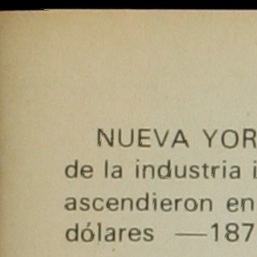 NUEVA YOR
de la industria i
ascendieron en
dólares —187